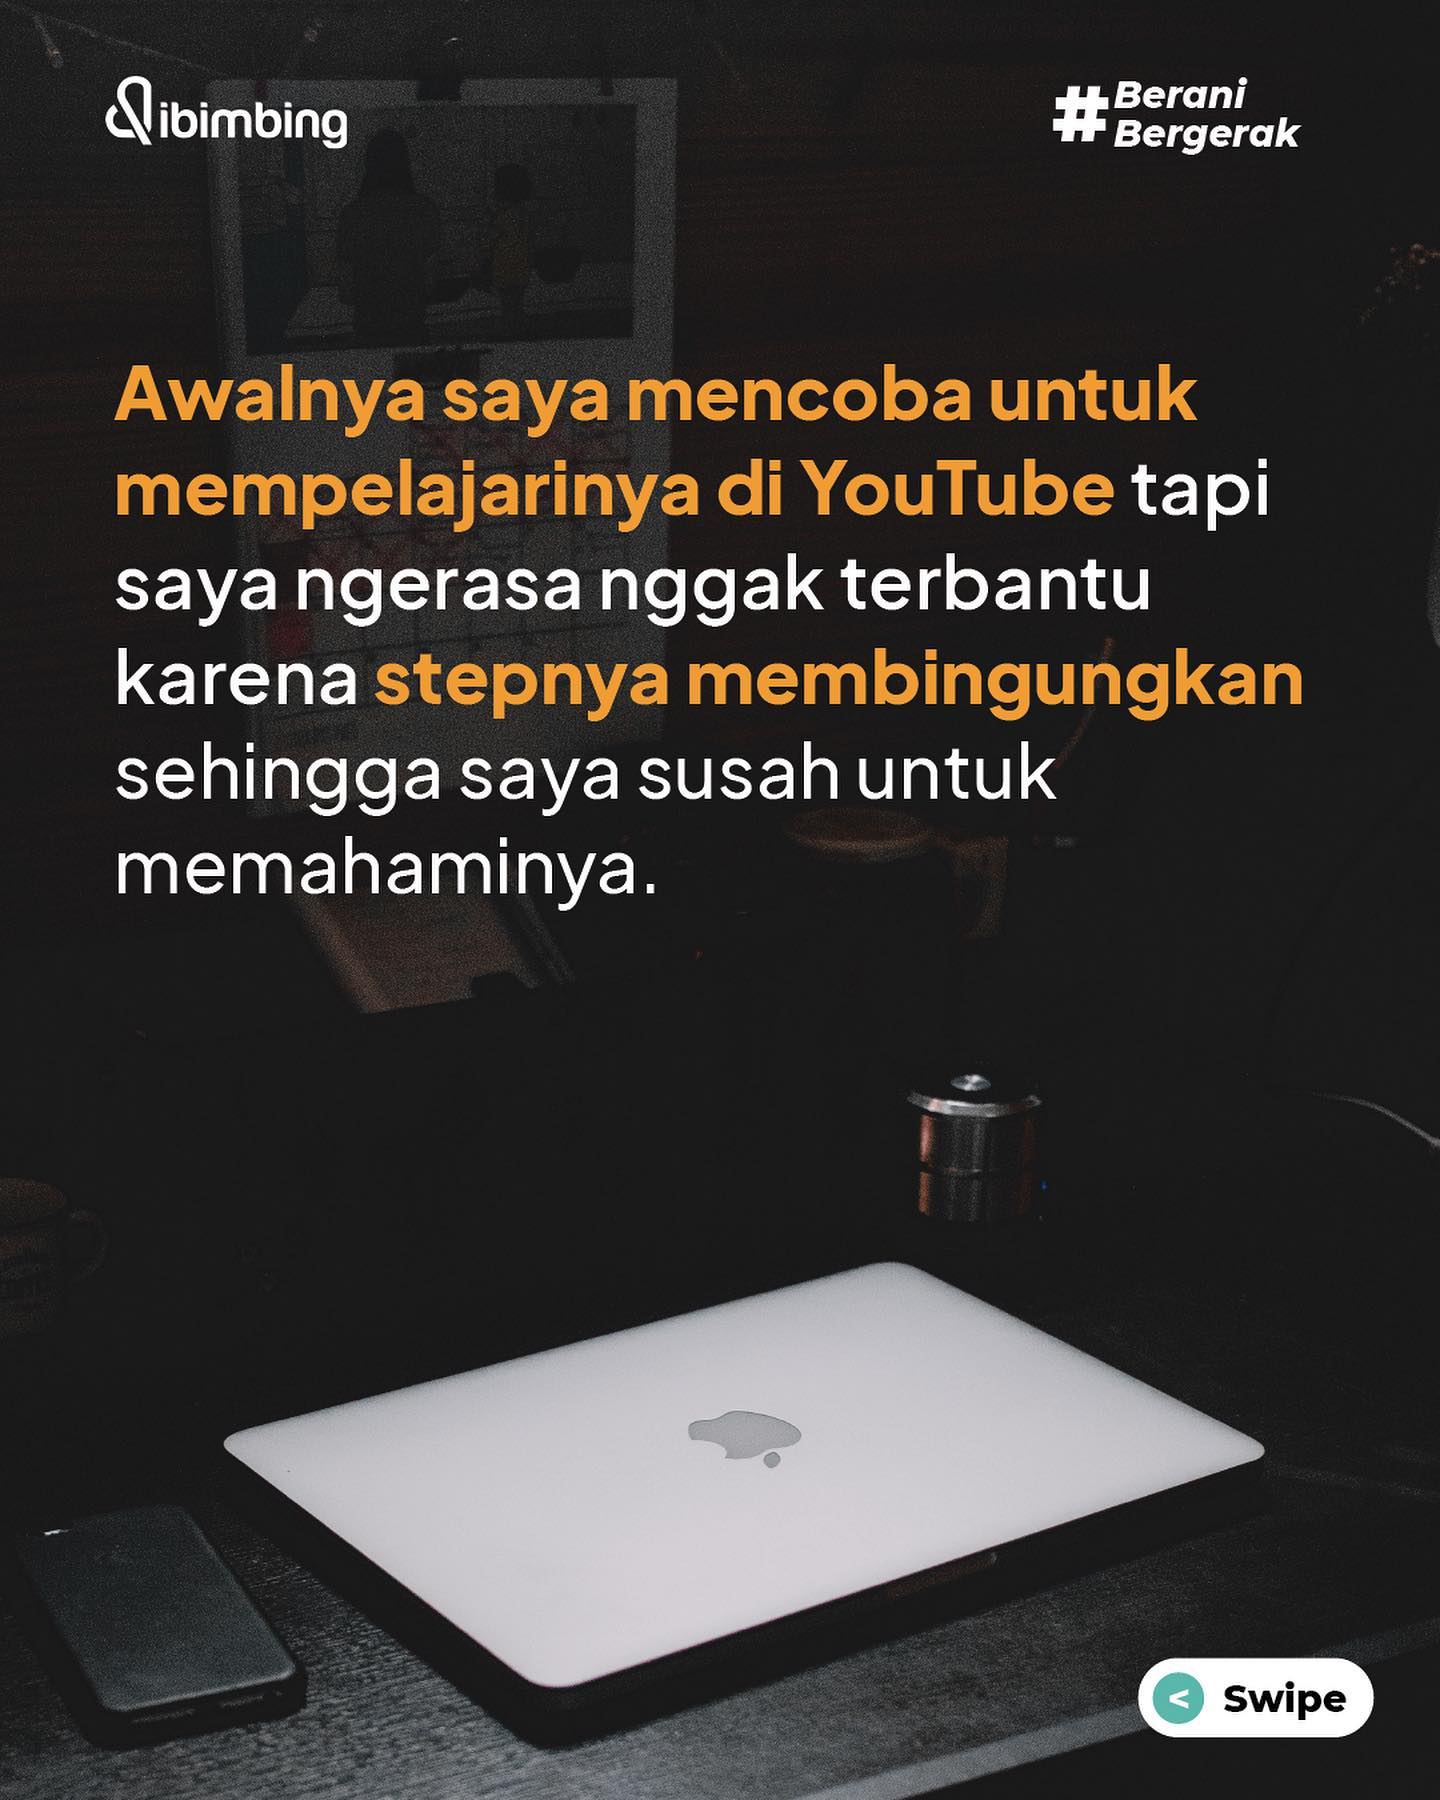 ibimbing
#Berani
Bergerak
Awalnya saya mencoba untuk
mempelajarinya di YouTube tapi
saya ngerasa nggak terbantu
karena stepnya membingungkan
sehingga saya susah untuk
memahaminya.
< Swipe